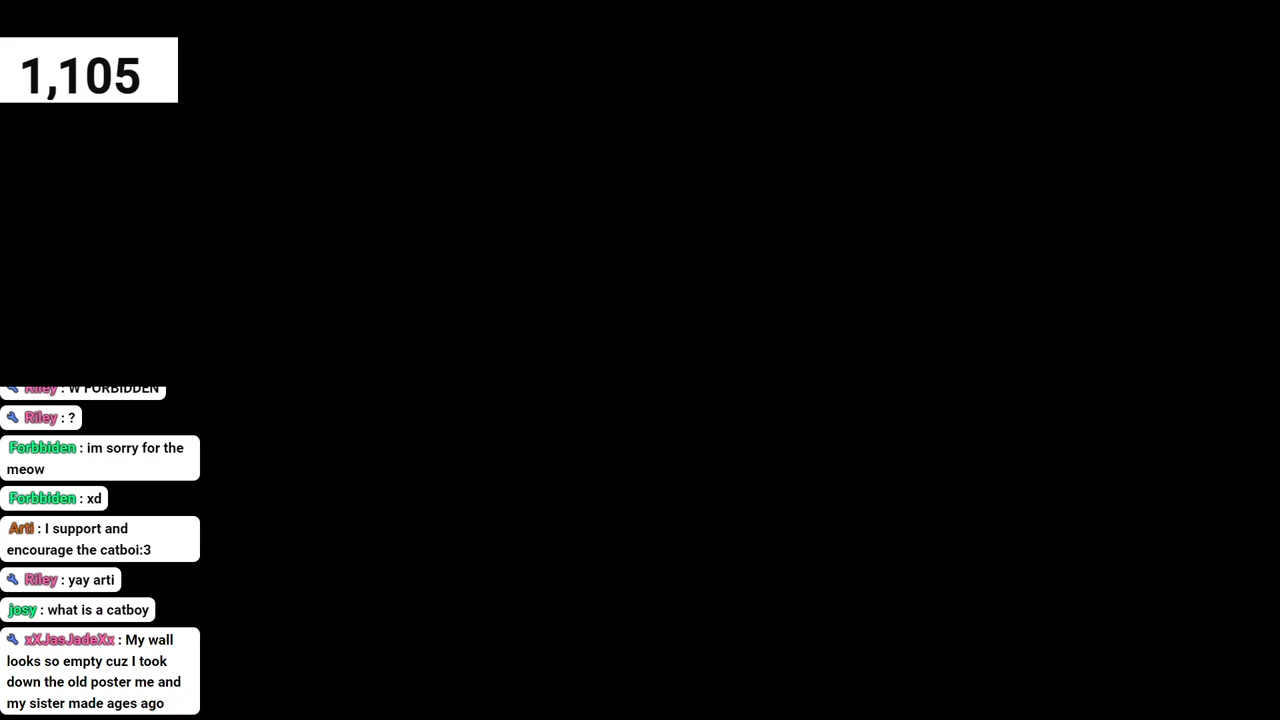 1,105
Riley : W FORBIDDEN
Riley : ?
Forbbiden : im sorry for the
meow
Forbbiden : xd
Arti : I support and
encourage the catboi:3
Riley : yay arti
josy : what is a catboy
xXJasJadeXx : My wall
looks so empty cuz I took
down the old poster me and
my sister made ages ago